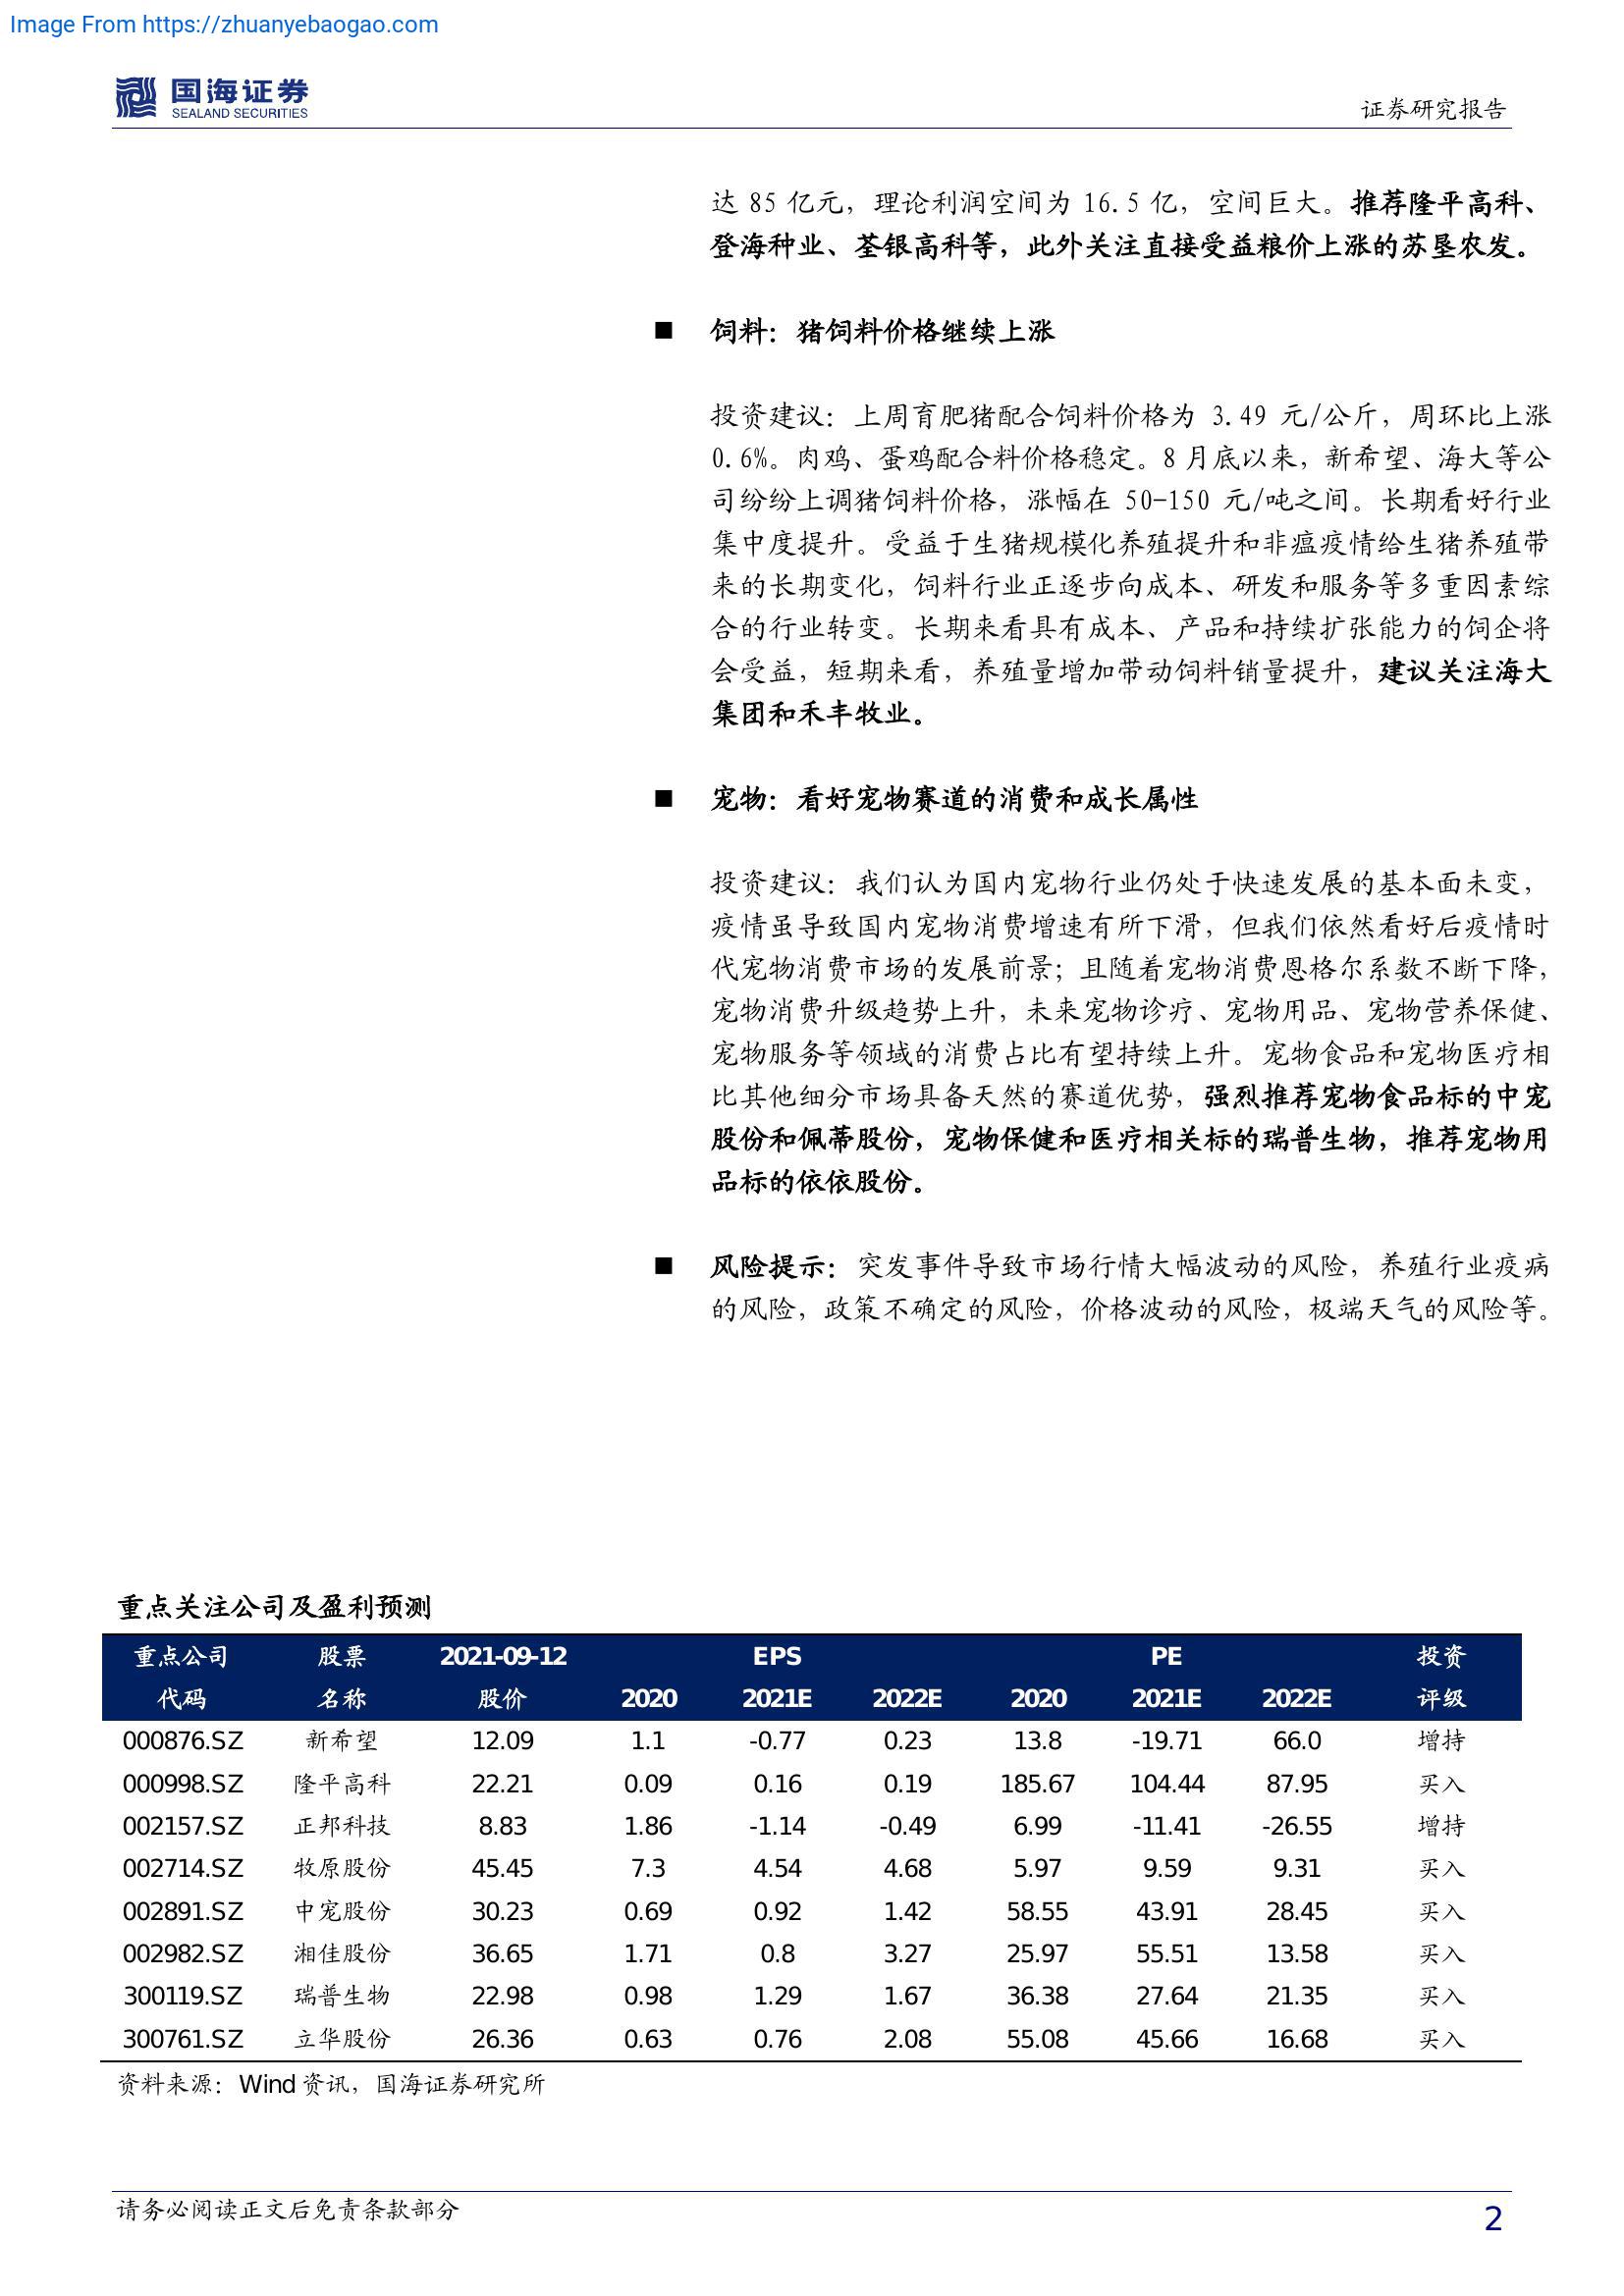 Image From https://zhuanyebaogao.com
国海证券
SEALAND SECURITIES
证券研究报告
达 85 亿元，理论利润空间为 16.5 亿，空间巨大。推荐隆平高科、
登海种业、荃银高科等，此外关注直接受益粮价上涨的苏垦农发。
■ 饲料：猪饲料价格继续上涨
投资建议：上周育肥猪配合饲料价格为 3.49 元/公斤，周环比上涨
0.6%。肉鸡、蛋鸡配合料价格稳定。8 月底以来，新希望、海大等公
司纷纷上调猪饲料价格，涨幅在 50-150 元/吨之间。长期看好行业
集中度提升。受益于生猪规模化养殖提升和非瘟疫情给生猪养殖带
来的长期变化，饲料行业正逐步向成本、研发和服务等多重因素综
合的行业转变。长期来看具有成本、产品和持续扩张能力的饲企将
会受益，短期来看，养殖量增加带动饲料销量提升，建议关注海大
集团和禾丰牧业。
■ 宠物：看好宠物赛道的消费和成长属性
投资建议：我们认为国内宠物行业仍处于快速发展的基本面未变，
疫情虽导致国内宠物消费增速有所下滑，但我们依然看好后疫情时
代宠物消费市场的发展前景；且随着宠物消费恩格尔系数不断下降，
宠物消费升级趋势上升，未来宠物诊疗、宠物用品、宠物营养保健、
宠物服务等领域的消费占比有望持续上升。宠物食品和宠物医疗相
比其他细分市场具备天然的赛道优势，强烈推荐宠物食品标的中宠
股份和佩蒂股份，宠物保健和医疗相关标的瑞普生物，推荐宠物用
品标的依依股份。
■ 风险提示：突发事件导致市场行情大幅波动的风险，养殖行业疫病
的风险，政策不确定的风险，价格波动的风险，极端天气的风险等。
重点关注公司及盈利预测
重点公司 股票 2021-09-12 EPS PE 投资
代码 名称 股价 2020 2021E 2022E 2020 2021E 2022E 评级
000876.SZ 新希望 12.09 1.1 -0.77 0.23 13.8 -19.71 66.0 增持
000998.SZ 隆平高科 22.21 0.09 0.16 0.19 185.67 104.44 87.95 买入
002157.SZ 正邦科技 8.83 1.86 -1.14 -0.49 6.99 -11.41 -26.55 增持
002714.SZ 牧原股份 45.45 7.3 4.54 4.68 5.97 9.59 9.31 买入
002891.SZ 中宠股份 30.23 0.69 0.92 1.42 58.55 43.91 28.45 买入
002982.SZ 湘佳股份 36.65 1.71 0.8 3.27 25.97 55.51 13.58 买入
300119.SZ 瑞普生物 22.98 0.98 1.29 1.67 36.38 27.64 21.35 买入
300761.SZ 立华股份 26.36 0.63 0.76 2.08 55.08 45.66 16.68 买入
资料来源：Wind 资讯，国海证券研究所
请务必阅读正文后免责条款部分
2